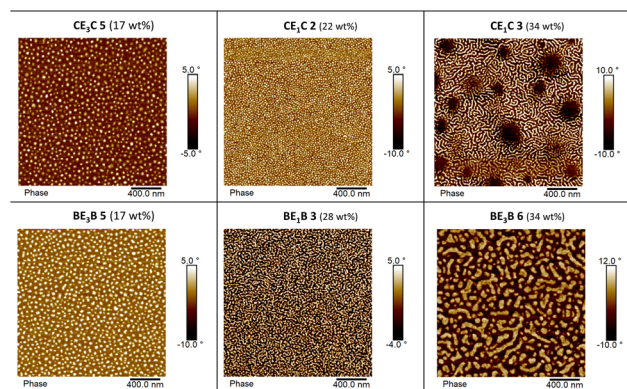 CE₃C 5 (17 wt%)
CE₁C 2 (22 wt%)
CE₁C 3 (34 wt%)
5.0 °
-5.0 °
Phase
400.0 nm
5.0 °
-10.0 °
Phase
400.0 nm
10.0 °
-10.0 °
Phase
400.0 nm
BE₃B 5 (17 wt%)
BE₁B 3 (28 wt%)
BE₃B 6 (34 wt%)
5.0 °
-10.0 °
Phase
400.0 nm
5.0 °
-4.0 °
Phase
400.0 nm
12.0 °
-10.0 °
Phase
400.0 nm